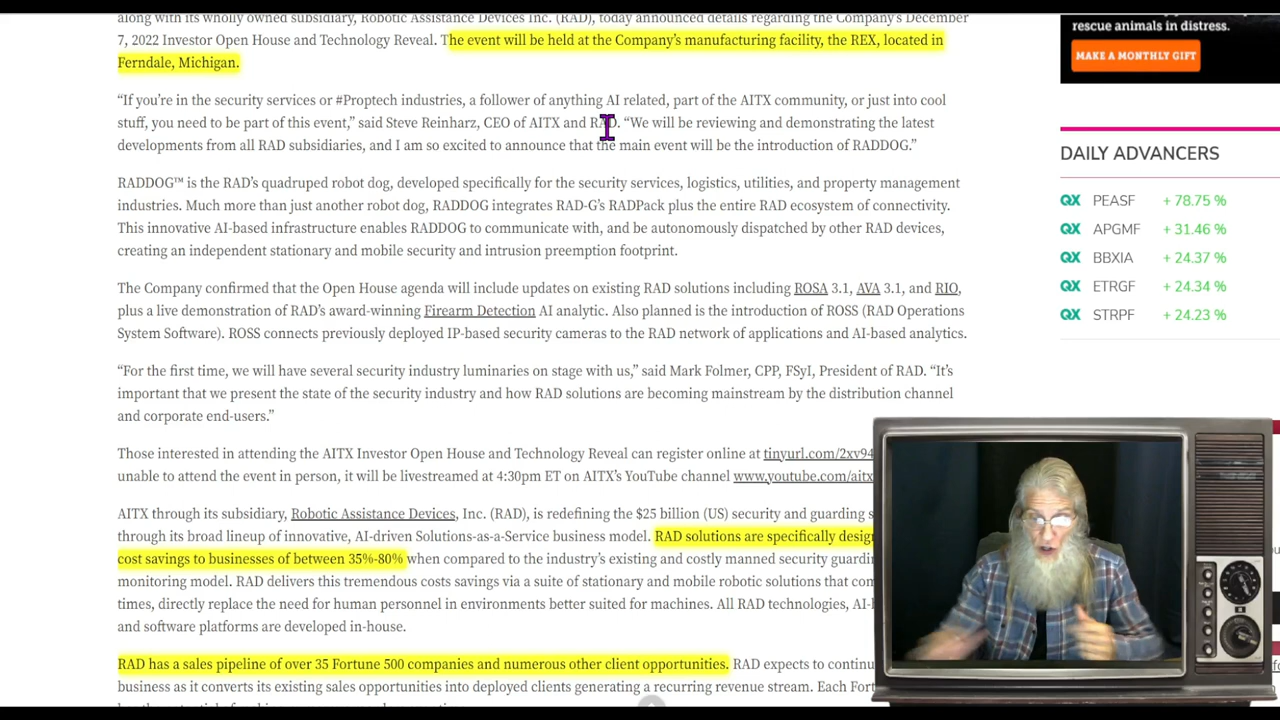 along with its wholly owned subsidiary, Robotic Assistance Devices Inc. (RAD), today announced details regarding the Company's December
7, 2022 Investor Open House and Technology Reveal. The event will be held at the Company's manufacturing facility, the REX, located in
Ferndale, Michigan.
“If you're in the security services or #Proptech industries, a follower of anything AI related, part of the AITX community, or just into cool
stuff, you need to be part of this event,” said Steve Reinharz, CEO of AITX and RAD. “We will be reviewing and demonstrating the latest
developments from all RAD subsidiaries, and I am so excited to announce that the main event will be the introduction of RADDOG.”
RADDOG™ is the RAD's quadruped robot dog, developed specifically for the security services, logistics, utilities, and property management
industries. Much more than just another robot dog, RADDOG integrates RAD-G's RADPack plus the entire RAD ecosystem of connectivity.
This innovative AI-based infrastructure enables RADDOG to communicate with, and be autonomously dispatched by other RAD devices,
creating an independent stationary and mobile security and intrusion preemption footprint.
The Company confirmed that the Open House agenda will include updates on existing RAD solutions including ROSA 3.1, AVA 3.1, and RIO,
plus a live demonstration of RAD's award-winning Firearm Detection AI analytic. Also planned is the introduction of ROSS (RAD Operations
System Software). ROSS connects previously deployed IP-based security cameras to the RAD network of applications and AI-based analytics.
“For the first time, we will have several security industry luminaries on stage with us,” said Mark Folmer, CPP, FSyI, President of RAD. “It's
important that we present the state of the security industry and how RAD solutions are becoming mainstream by the distribution channel
and corporate end-users.”
Those interested in attending the AITX Investor Open House and Technology Reveal can register online at tinyurl.com/2xv94
unable to attend the event in person, it will be livestreamed at 4:30pm ET on AITX's YouTube channel www.youtube.com/aitx
AITX through its subsidiary, Robotic Assistance Devices, Inc. (RAD), is redefining the $25 billion (US) security and guarding s
through its broad lineup of innovative, AI-driven Solutions-as-a-Service business model. RAD solutions are specifically desig
cost savings to businesses of between 35%-80% when compared to the industry's existing and costly manned security guardi
monitoring model. RAD delivers this tremendous costs savings via a suite of stationary and mobile robotic solutions that com
times, directly replace the need for human personnel in environments better suited for machines. All RAD technologies, AI-
and software platforms are developed in-house.
RAD has a sales pipeline of over 35 Fortune 500 companies and numerous other client opportunities. RAD expects to continu
business as it converts its existing sales opportunities into deployed clients generating a recurring revenue stream. Each Fort
rescue animals in distress.
MAKE A MONTHLY GIFT
DAILY ADVANCERS
QX PEASF + 78.75 %
QX APGMF + 31.46 %
QX BBXIA + 24.37 %
QX ETRGF + 24.34 %
QX STRPF + 24.23 %